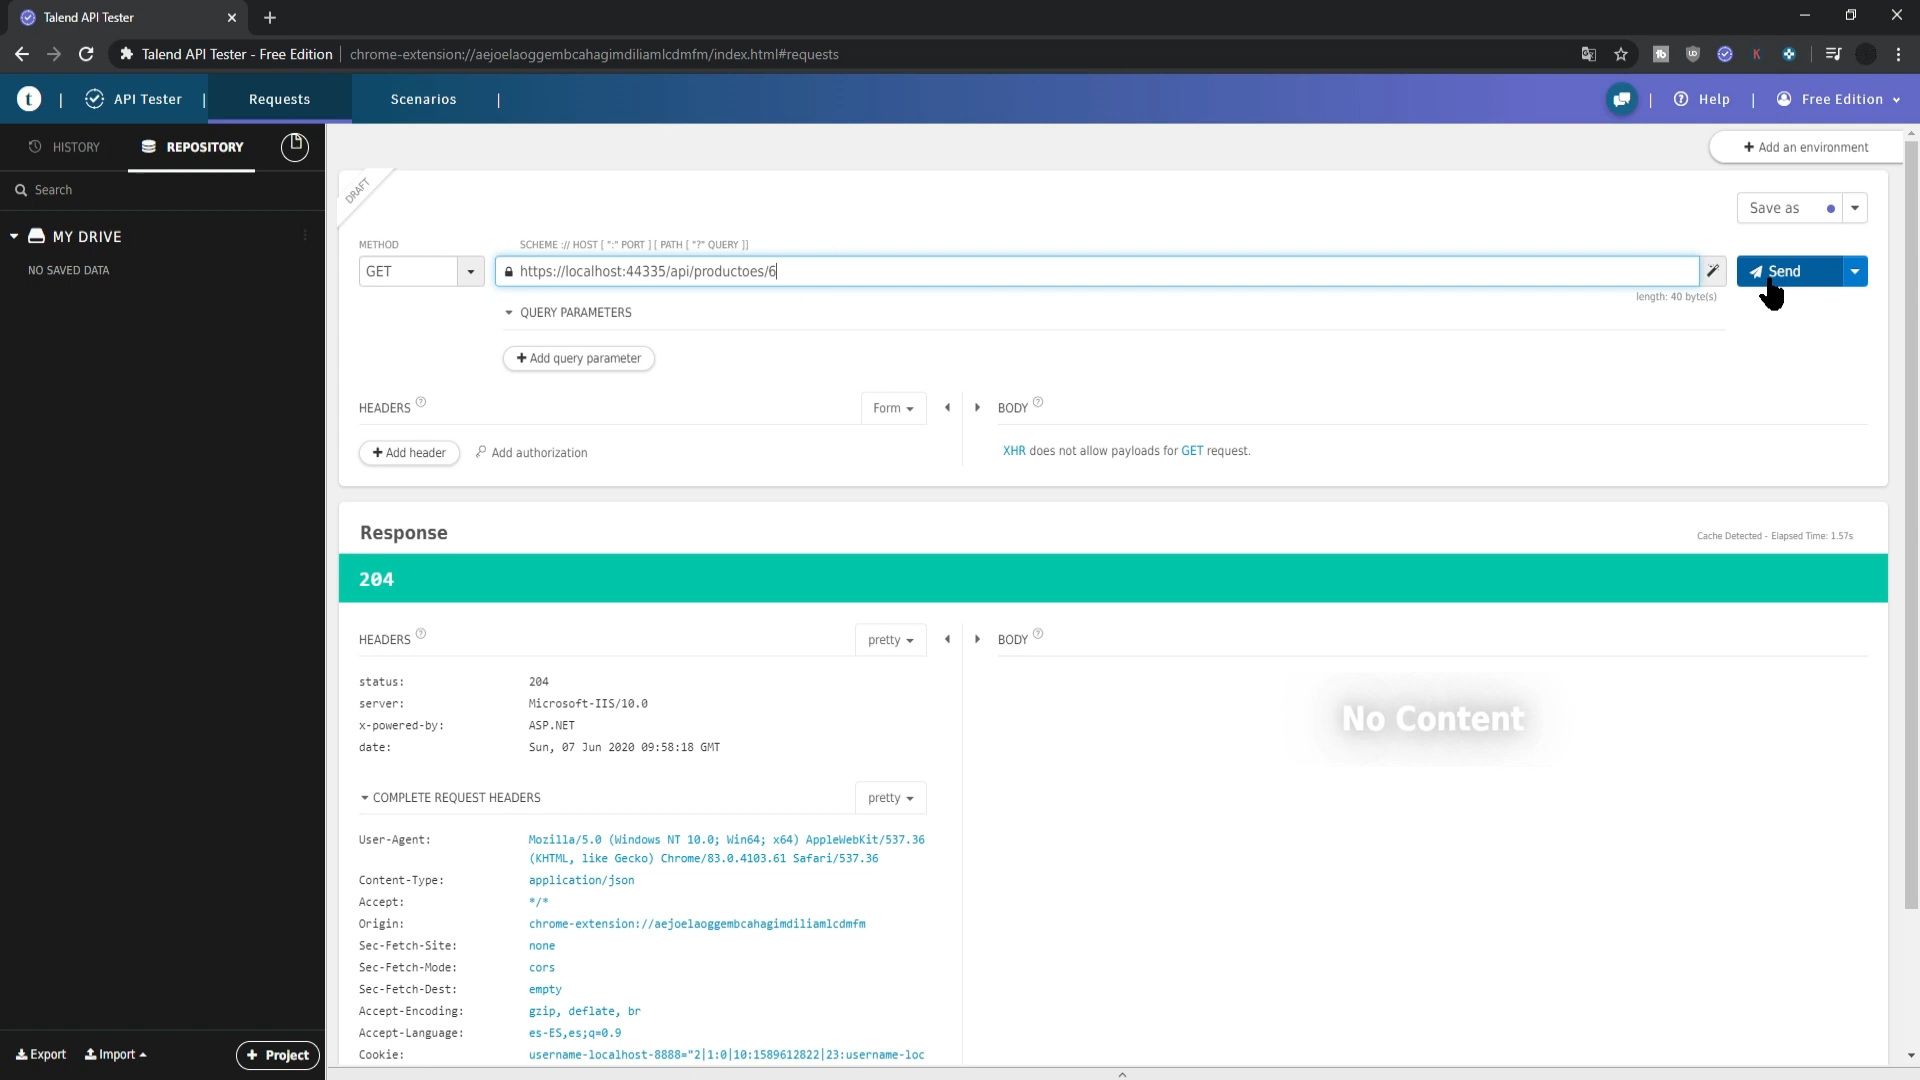 Talend API Tester
Talend API Tester - Free Edition | chrome-extension://aejoelaoggembcahagimdiliamlcdmfm/index.html#requests
t | API Tester | Requests Scenarios | | Help | Free Edition
HISTORY REPOSITORY
+ Add an environment
Search
DRAFT
Save as
MY DRIVE
NO SAVED DATA
METHOD SCHEME :// HOST [ ":" PORT ] [ PATH [ "?" QUERY ]]
GET https://localhost:44335/api/productoes/6 Send
length: 40 byte(s)
QUERY PARAMETERS
+ Add query parameter
HEADERS ? Form BODY ?
+ Add header Add authorization
XHR does not allow payloads for GET request.
Response
Cache Detected - Elapsed Time: 1.57s
204
HEADERS ? pretty BODY ?
status: 204
server: Microsoft-IIS/10.0
x-powered-by: ASP.NET
date: Sun, 07 Jun 2020 09:58:18 GMT
No Content
COMPLETE REQUEST HEADERS pretty
User-Agent: Mozilla/5.0 (Windows NT 10.0; Win64; x64) AppleWebKit/537.36
(KHTML, like Gecko) Chrome/83.0.4103.61 Safari/537.36
Content-Type: application/json
Accept: */*
Origin: chrome-extension://aejoelaoggembcahagimdiliamlcdmfm
Sec-Fetch-Site: none
Sec-Fetch-Mode: cors
Sec-Fetch-Dest: empty
Accept-Encoding: gzip, deflate, br
Accept-Language: es-ES,es;q=0.9
Cookie: username-localhost-8888="2|1:0|10:1589612822|23:username-loc
Export Import + Project